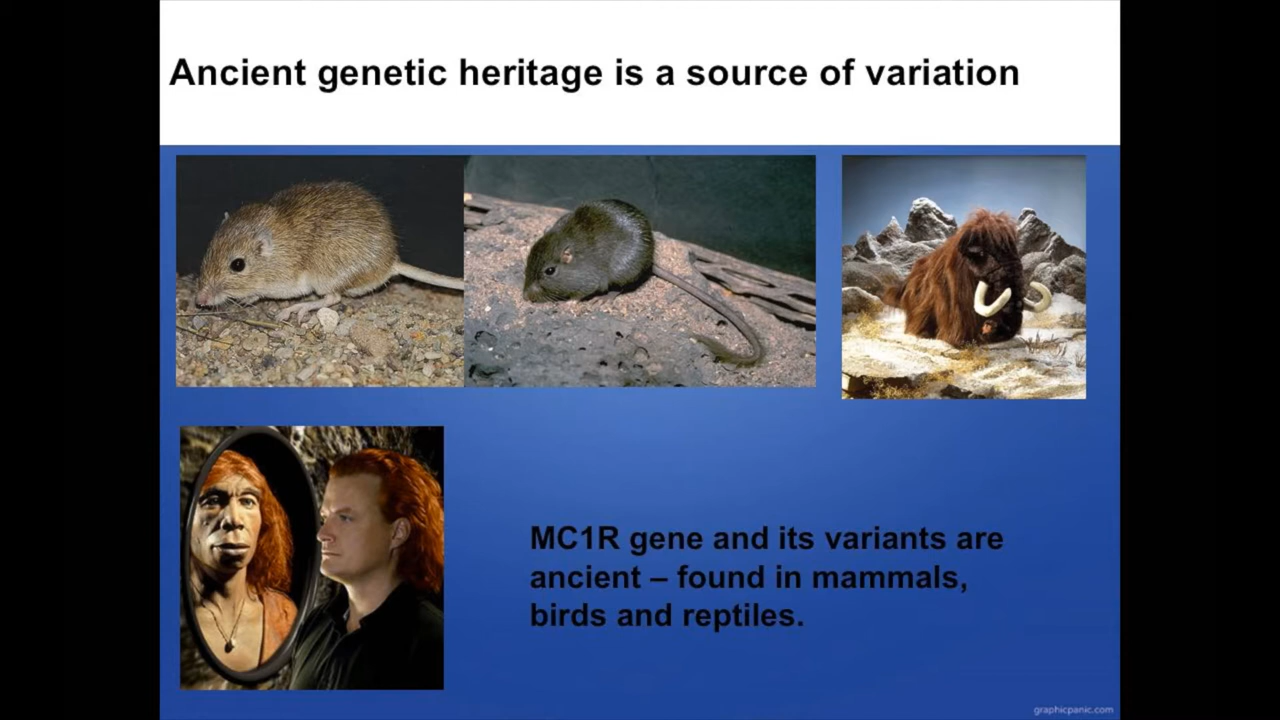 Ancient genetic heritage is a source of variation
MC1R gene and its variants are
ancient – found in mammals,
birds and reptiles.
graphicpanic.com